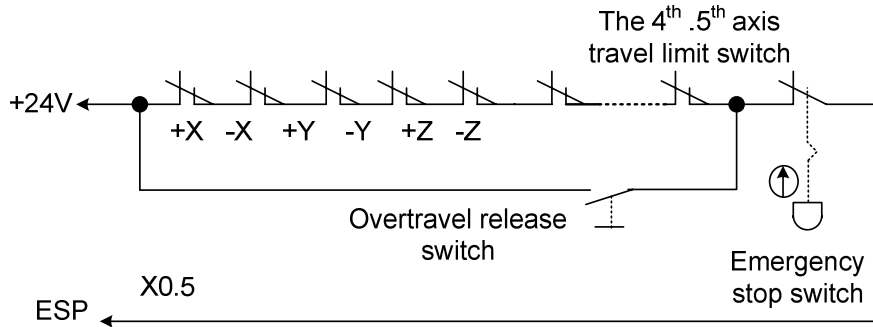 The 4th .5th axis
travel limit switch
+24V
+X -X +Y -Y +Z -Z
Overtravel release
switch
Emergency
stop switch
X0.5
ESP